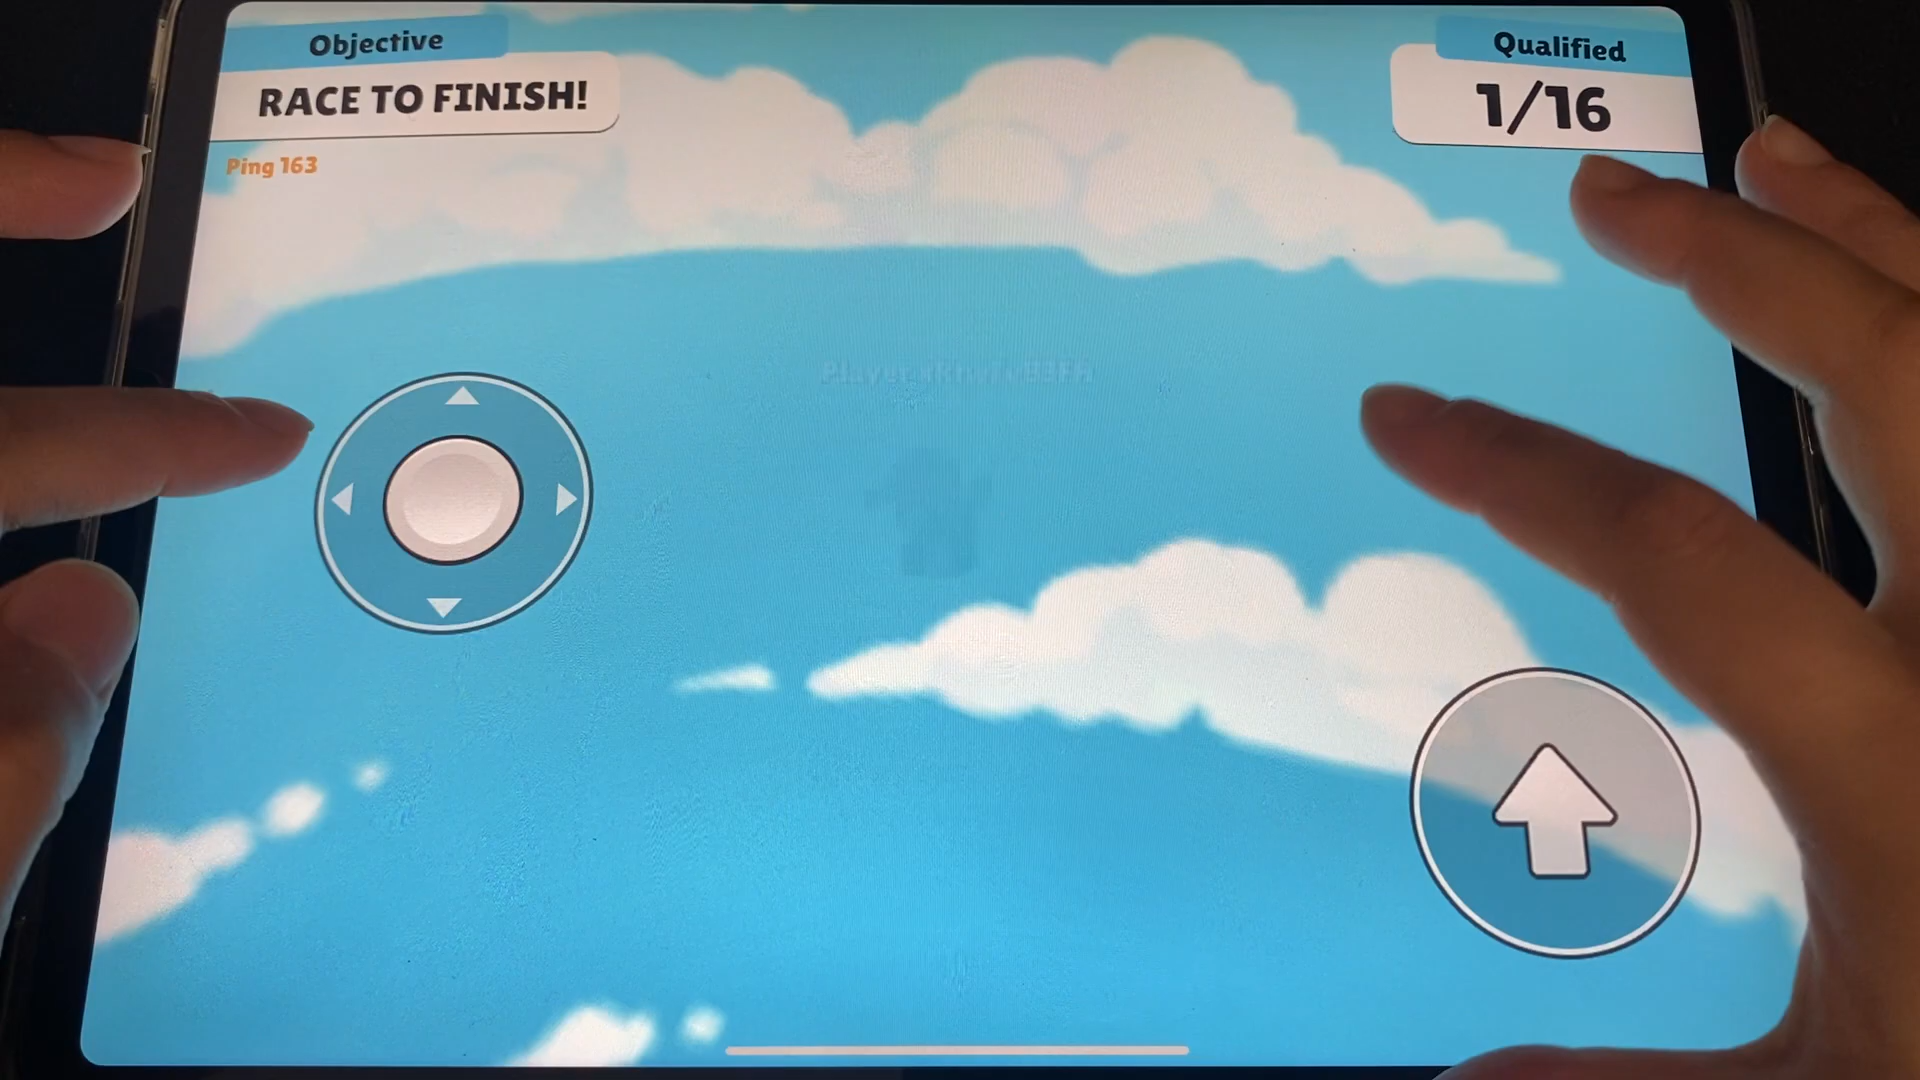 Objective
RACE TO FINISH!
Ping 163
Qualified
1/16